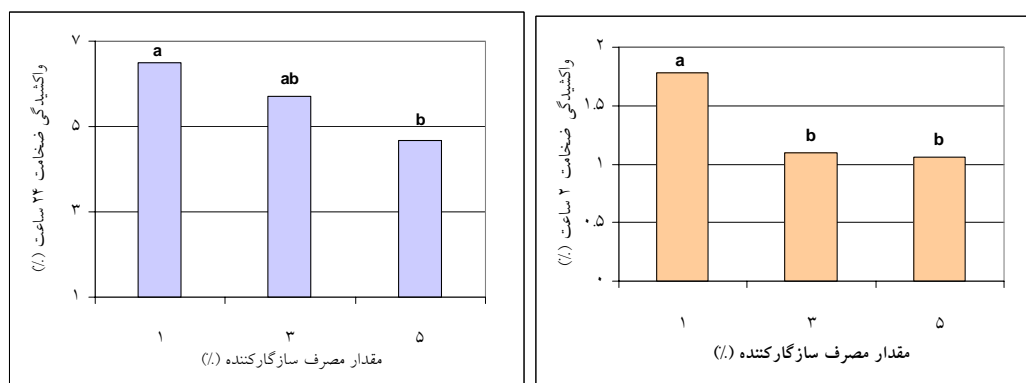 واکشیدگی ضخامت ۲۴ ساعت (٪)
۷
۵
۳
۱
a
ab
b
۱ ۳ ۵
مقدار مصرف سازگارکننده (٪)
واکشیدگی ضخامت ۲ ساعت (٪)
۲
۱.۵
۱
۰.۵
۰
a
b
b
۱ ۳ ۵
مقدار مصرف سازگارکننده (٪)